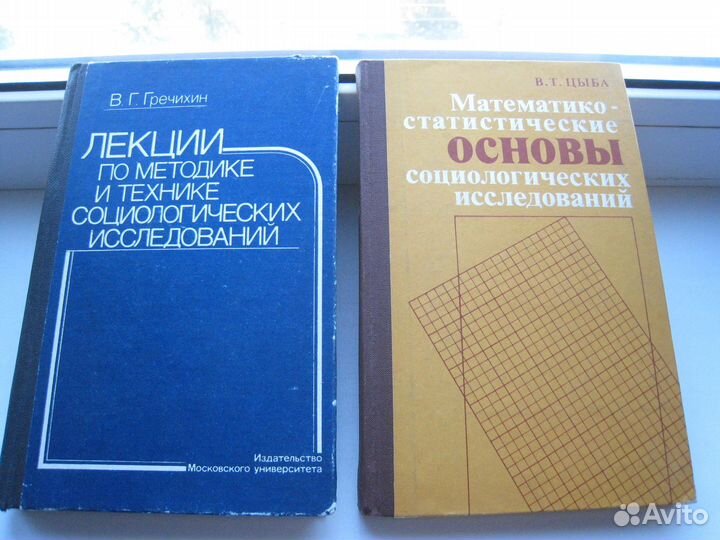 В. Г. Гречихин
ЛЕКЦИИ
ПО МЕТОДИКЕ
И ТЕХНИКЕ
СОЦИОЛОГИЧЕСКИХ
ИССЛЕДОВАНИЙ
Издательство
Московского университета
В. Т. ЦЫБА
Математико-
статистические
ОСНОВЫ
социологических
исследований
Avito